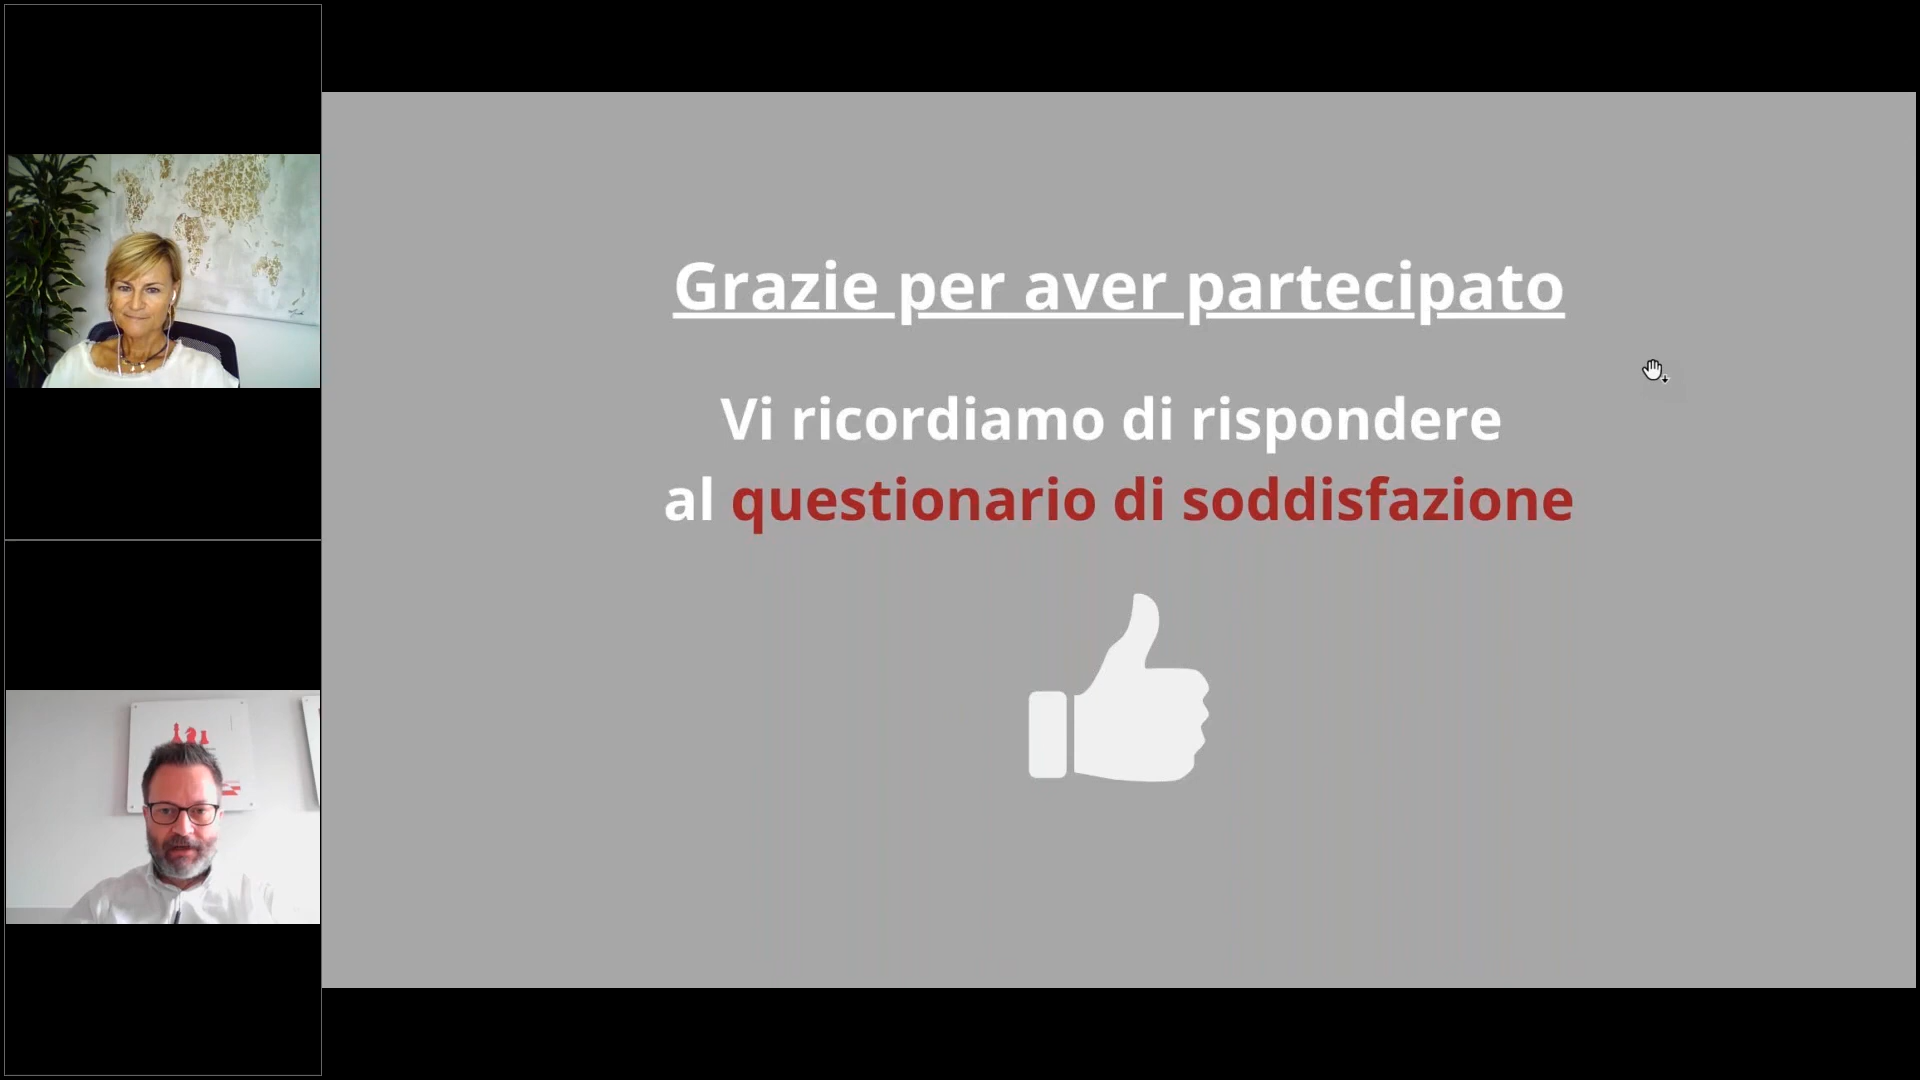 Grazie per aver partecipato
Vi ricordiamo di rispondere
al questionario di soddisfazione